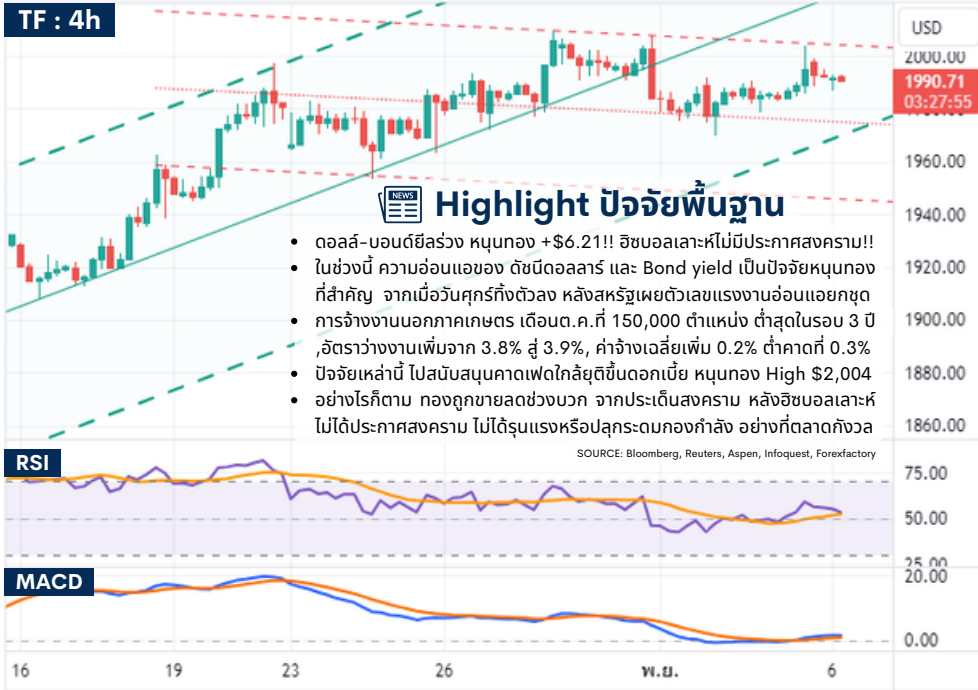 TF : 4h
USD
2000.00
1990.71
03:27:55
1960.00
1940.00
1920.00
1900.00
1880.00
1860.00
NEWS
Highlight ปัจจัยพื้นฐาน
• ดอลล์-บอนด์ยีลร่วง หนุนทอง +$6.21!! ฮิซบอลเลาะห์ไม่มีประกาศสงคราม!!
• ในช่วงนี้ ความอ่อนแอของ ดัชนีดอลลาร์ และ Bond yield เป็นปัจจัยหนุนทอง
ที่สำคัญ จากเมื่อวันศุกร์ทิ้งตัวลง หลังสหรัฐเผยตัวเลขแรงงานอ่อนแอยกชุด
• การจ้างงานนอกภาคเกษตร เดือนต.ค.ที่ 150,000 ตำแหน่ง ต่ำสุดในรอบ 3 ปี
,อัตราว่างงานเพิ่มจาก 3.8% สู่ 3.9%, ค่าจ้างเฉลี่ยเพิ่ม 0.2% ต่ำคาดที่ 0.3%
• ปัจจัยเหล่านี้ ไปสนับสนุนคาดเฟดใกล้ยุติขึ้นดอกเบี้ย หนุนทอง High $2,004
• อย่างไรก็ตาม ทองถูกขายลดช่วงบวก จากประเด็นสงคราม หลังฮิซบอลเลาะห์
ไม่ได้ประกาศสงคราม ไม่ได้รุนแรงหรือปลุกระดมกองกำลัง อย่างที่ตลาดกังวล
SOURCE: Bloomberg, Reuters, Aspen, Infoquest, Forexfactory
RSI
75.00
50.00
25.00
MACD
20.00
0.00
16 19 23 26 พ.ย. 6